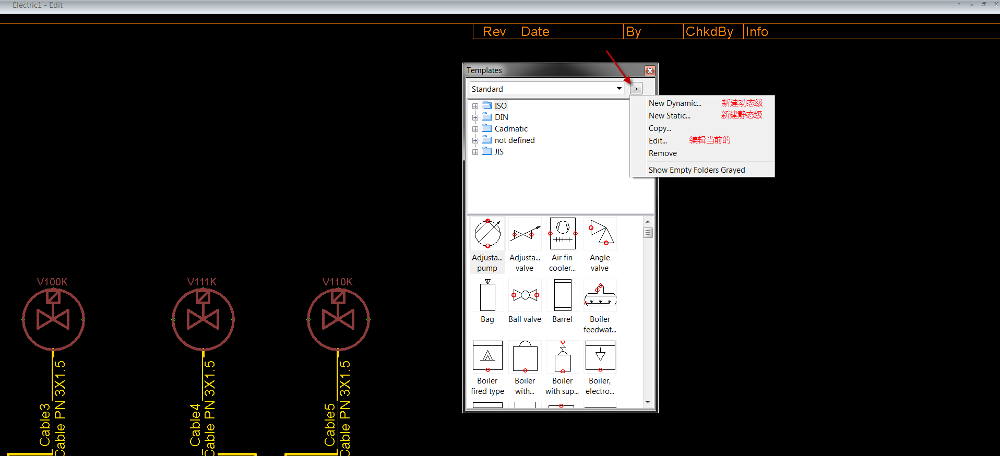 Electric1 - Edit
Rev Date By ChkdBy Info
Templates
Standard
>
ISO
DIN
Cadmatic
not defined
JIS
New Dynamic... 新建动态级
New Static... 新建静态级
Copy...
Edit... 编辑当前的
Remove
Show Empty Folders Grayed
Adjusta... pump
Adjusta... valve
Air fin cooler...
Angle valve
Bag
Ball valve
Barrel
Boiler feedwat...
Boiler fired type
Boiler with...
Boiler with sup...
Boiler, electro...
V100K
V111K
V110K
Cable3
Cable PN 3X1.5
Cable4
Cable PN 3X1.5
Cable5
Cable PN 3X1.5